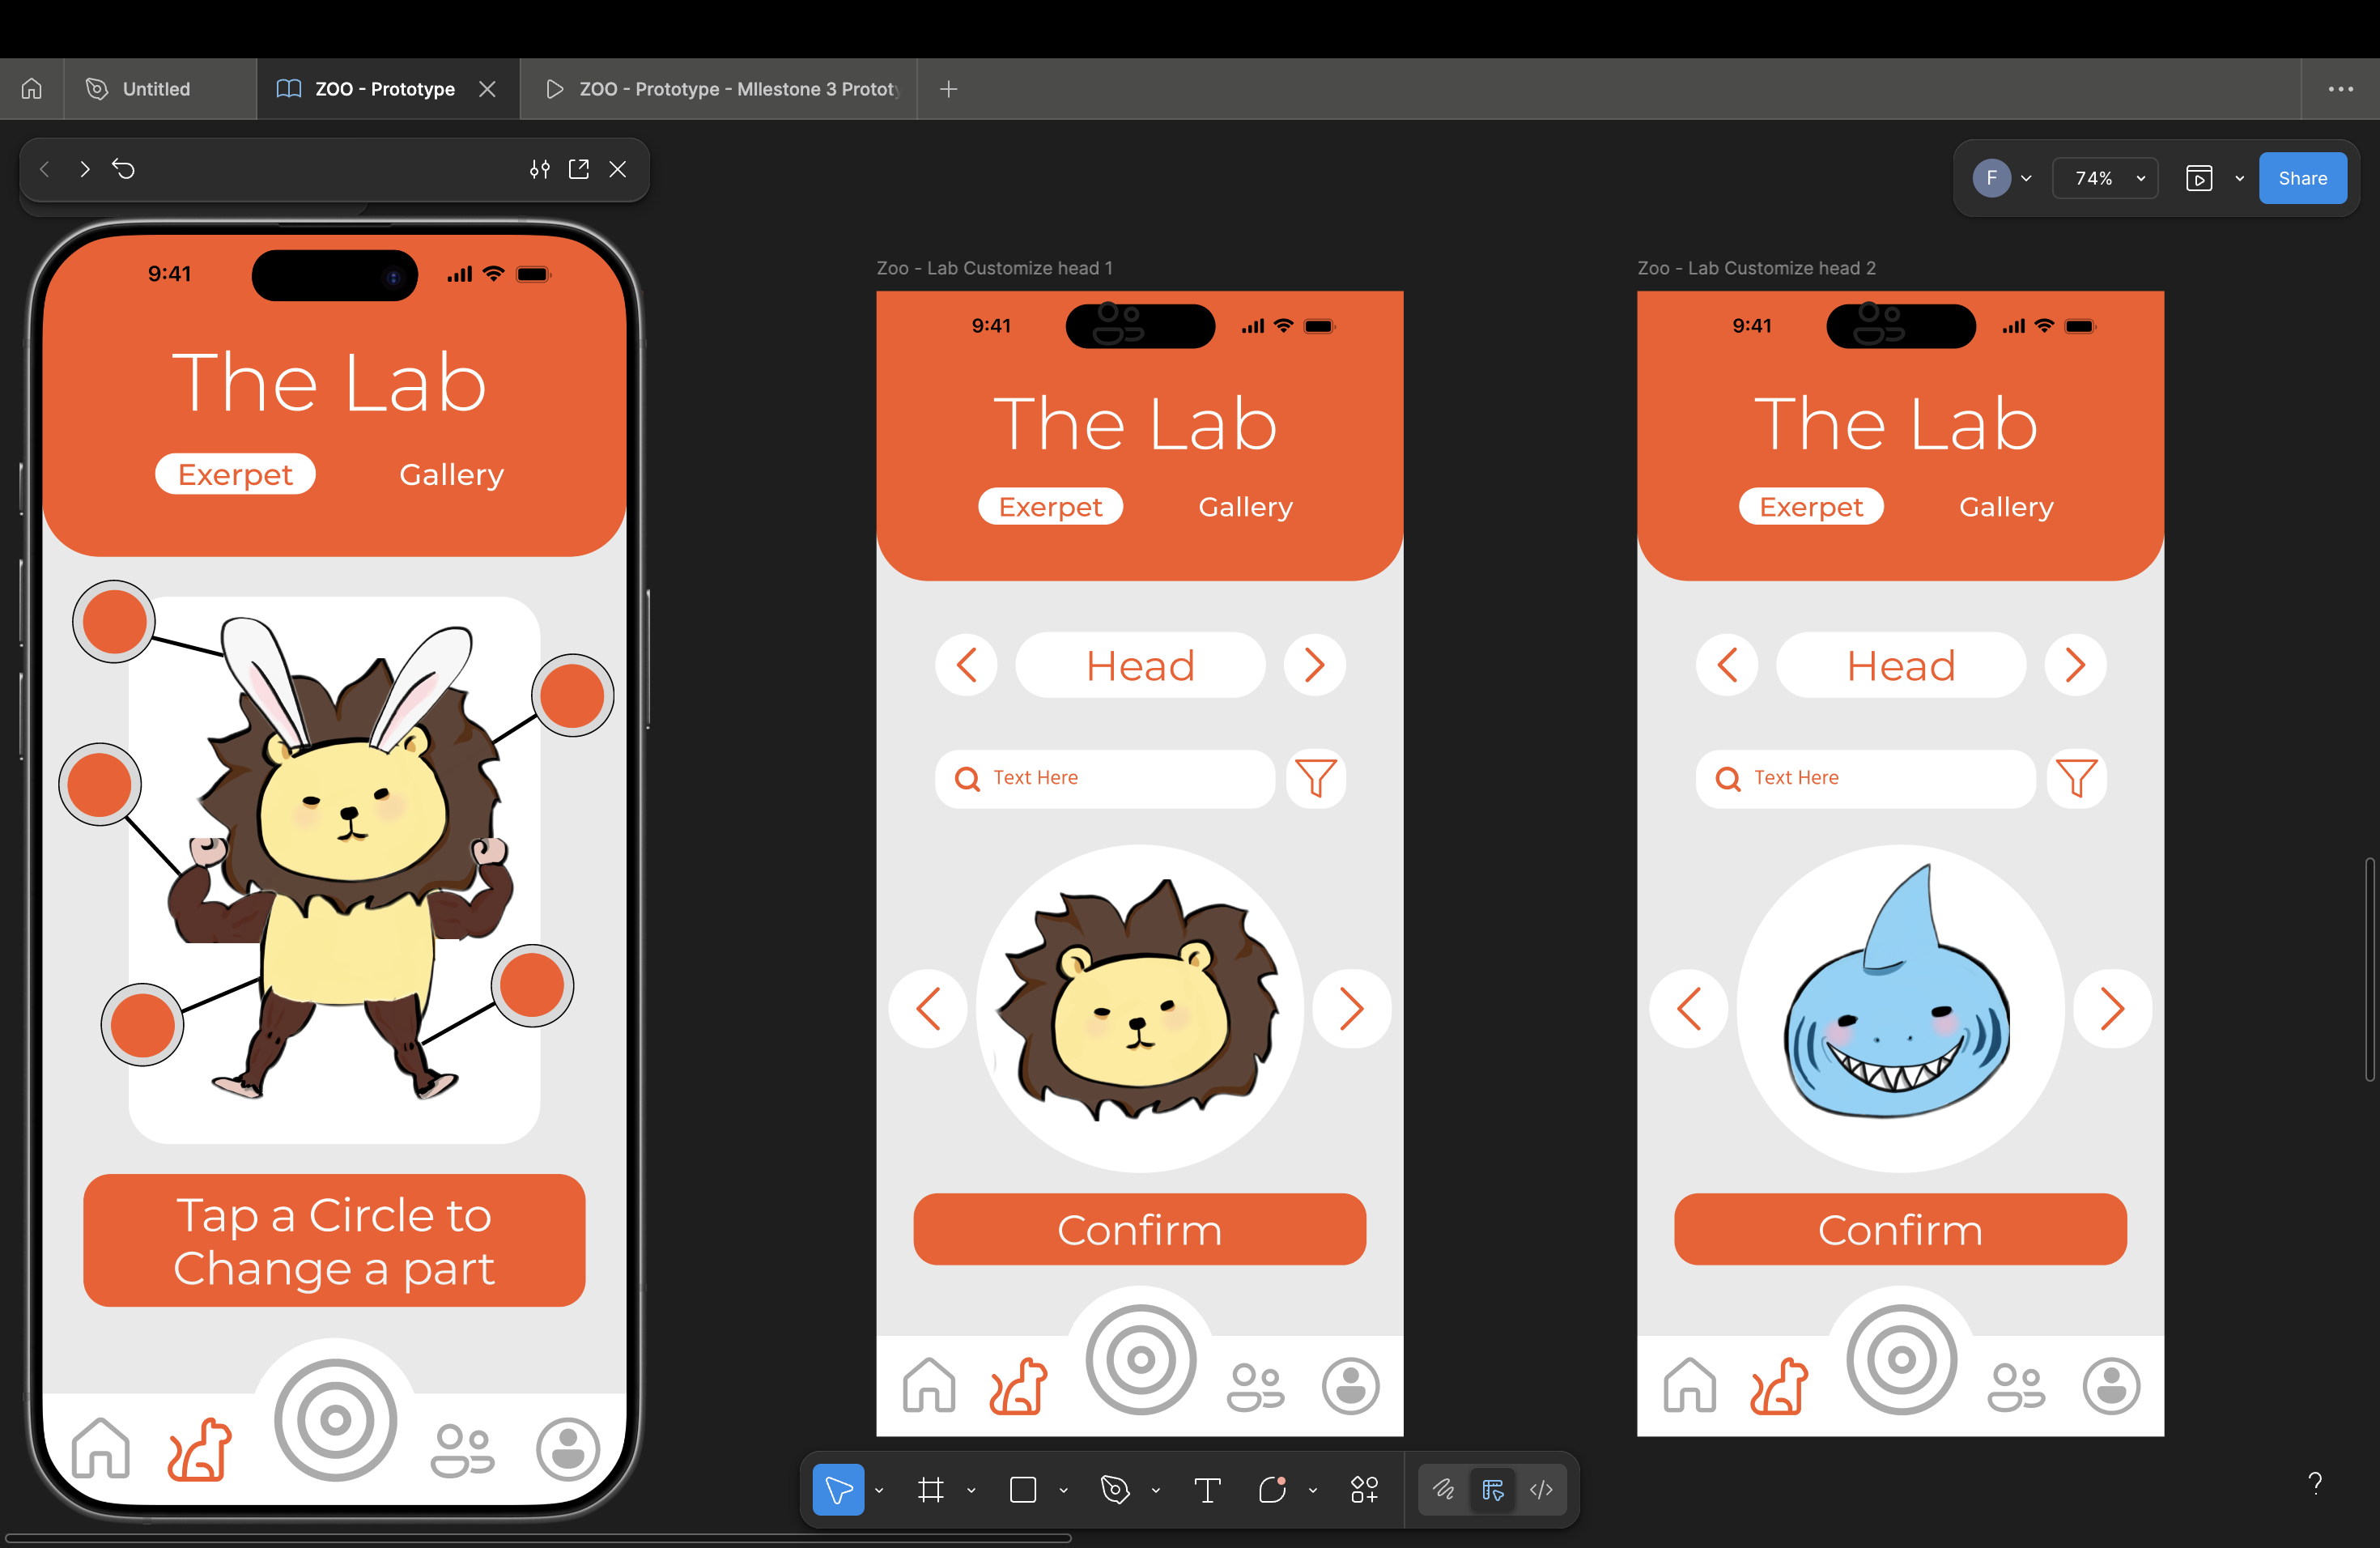 Untitled
ZOO - Prototype
ZOO - Prototype - MIlestone 3 Protot
F
74%
Share
9:41
The Lab
Exerpet
Gallery
Tap a Circle to
Change a part
Zoo - Lab Customize head 1
9:41
The Lab
Exerpet
Gallery
Head
Text Here
Confirm
Zoo - Lab Customize head 2
9:41
The Lab
Exerpet
Gallery
Head
Text Here
Confirm